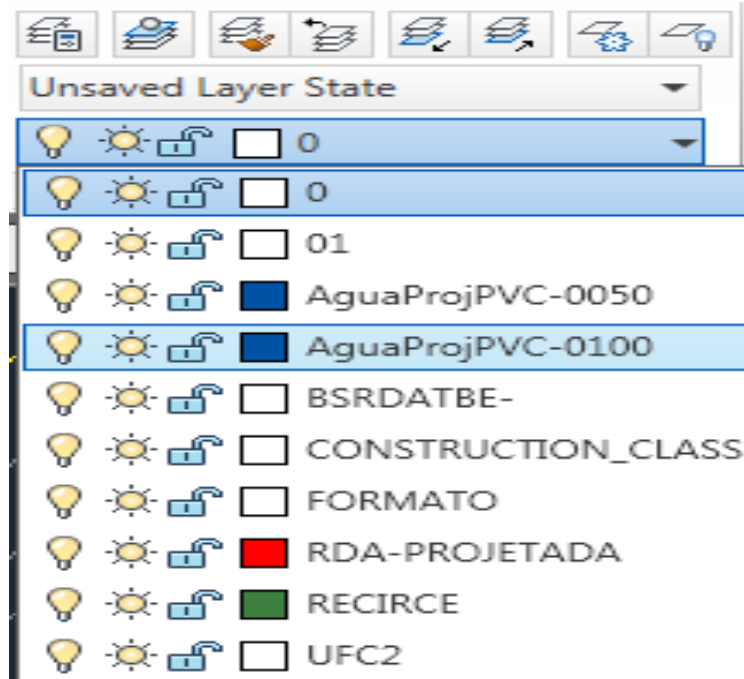 Unsaved Layer State
0
0
01
AguaProjPVC-0050
AguaProjPVC-0100
BSRDATBE-
CONSTRUCTION_CLASS
FORMATO
RDA-PROJETADA
RECIRCE
UFC2